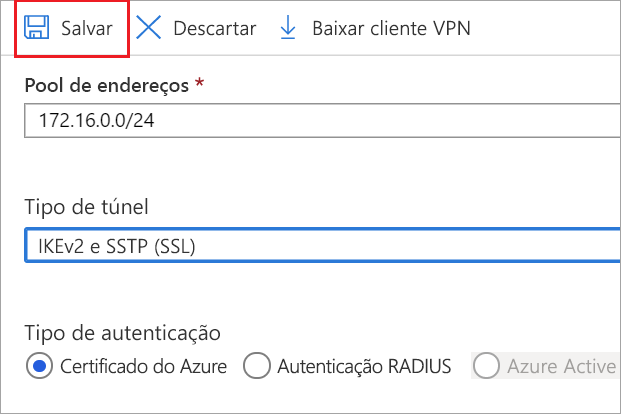 Salvar Descartar Baixar cliente VPN
Pool de endereços *
172.16.0.0/24
Tipo de túnel
IKEv2 e SSTP (SSL)
Tipo de autenticação
Certificado do Azure Autenticação RADIUS Azure Active